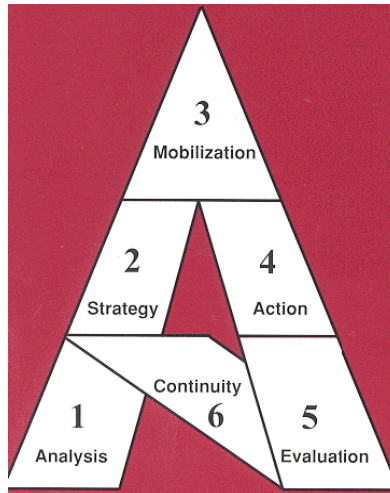 3
Mobilization
2
Strategy
4
Action
Continuity
6
1
Analysis
5
Evaluation